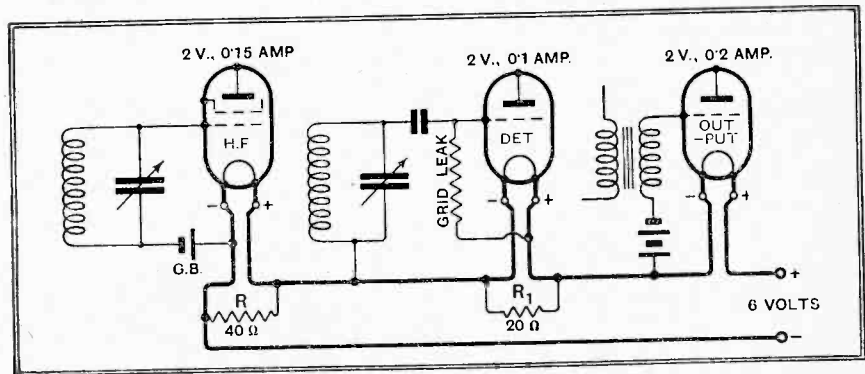 2 V., 0·15 AMP.
2 V., 0·1 AMP.
2 V., 0·2 AMP.
H.F
DET
OUT
-PUT
GRID LEAK
- +
- +
- +
G.B.
R
40 Ω
R1
20 Ω
+
6 VOLTS
-